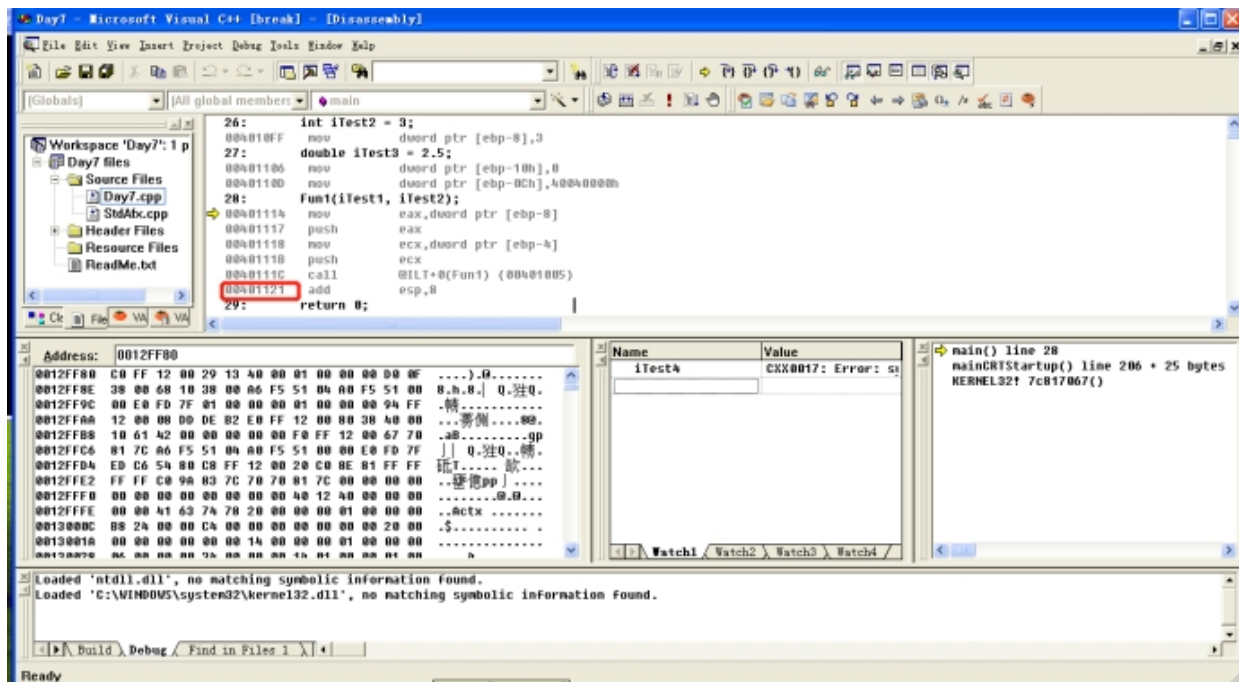 Day7 - Microsoft Visual C++ [break] - [Disassembly]
File Edit View Insert Project Debug Tools Window Help
[Globals] [All global members main
26: int iTest2 = 3;
004010FF mov dword ptr [ebp-8],3
27: double iTest3 = 2.5;
00401106 mov dword ptr [ebp-10h],0
0040110D mov dword ptr [ebp-0Ch],40040000h
28: Fun1(iTest1, iTest2);
00401114 mov eax,dword ptr [ebp-8]
00401117 push eax
00401118 mov ecx,dword ptr [ebp-4]
0040111B push ecx
0040111C call @ILT+0(Fun1) (00401005)
00401121 add esp,8
29: return 0;
Workspace 'Day7': 1 p
Day7 files
Source Files
Day7.cpp
StdAfx.cpp
Header Files
Resource Files
ReadMe.txt
File VA VA
Address: 0012FF80
0012FF80 C0 FF 12 00 29 13 40 00 01 00 00 00 D0 0F
0012FF8E 38 00 68 10 38 00 A6 F5 51 04 A0 F5 51 00
0012FF9C 00 E0 FD 7F 01 00 00 00 01 00 00 00 94 FF
0012FFAA 12 00 08 DD DE B2 E0 FF 12 00 80 38 40 00
0012FFB8 10 61 42 00 00 00 00 00 F0 FF 12 00 67 70
0012FFC6 81 7C A6 F5 51 04 A0 F5 51 00 00 E0 FD 7F
0012FFD4 ED C6 54 80 C8 FF 12 00 20 C0 8E 81 FF FF
0012FFE2 FF FF C0 9A 83 7C 70 70 81 7C 00 00 00 00
0012FFF0 00 00 00 00 00 00 00 00 40 12 40 00 00 00
0012FFFE 00 00 41 63 74 78 20 00 00 00 01 00 00 00
0013000C B8 24 00 00 C4 00 00 00 00 00 00 00 20 00
0013001A 00 00 00 00 00 00 14 00 00 00 01 00 00 00
Name Value
iTest4 CXX0017: Error: s
Watch1 Watch2 Watch3 Watch4
main() line 28
mainCRTStartup() line 206 + 25 bytes
KERNEL32! 7c817067()
Loaded 'ntdll.dll', no matching symbolic information found.
Loaded 'C:\WINDOWS\system32\kernel32.dll', no matching symbolic information found.
Build Debug Find in Files 1
Ready